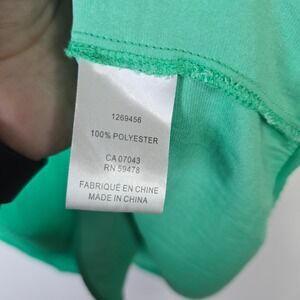 1269456
100% POLYESTER
CA 07043
RN 59478
FABRIQUÉ EN CHINE
MADE IN CHINA